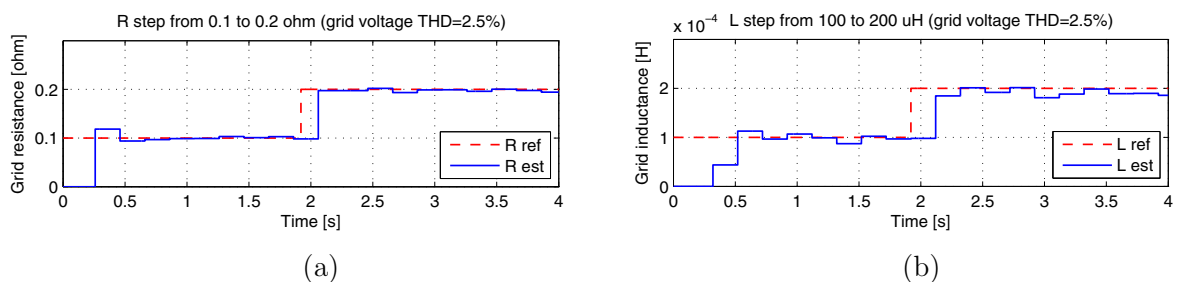 R step from 0.1 to 0.2 ohm (grid voltage THD=2.5%)
Grid resistance [ohm]
0.2
0.1
0
R ref
R est
0 0.5 1 1.5 2 2.5 3 3.5 4
Time [s]
(a)
x 10⁻⁴ L step from 100 to 200 uH (grid voltage THD=2.5%)
Grid inductance [H]
2
1
0
L ref
L est
0 0.5 1 1.5 2 2.5 3 3.5 4
Time [s]
(b)